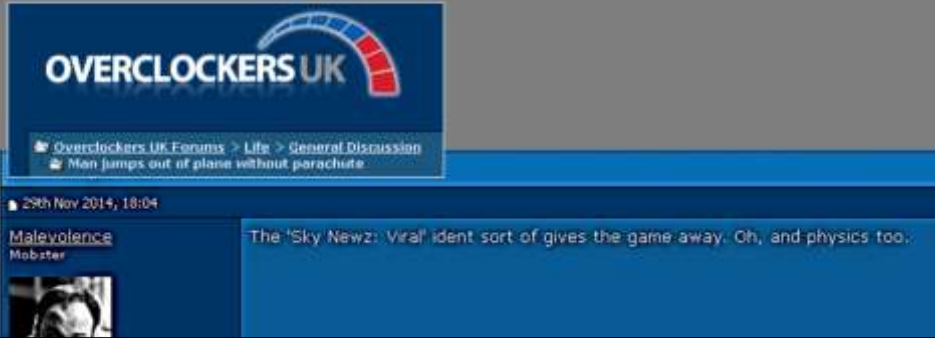 OVERCLOCKERS UK
Overclockers UK Forums > Life > General Discussion
Man jumps out of plane without parachute
29th Nov 2014, 18:04
Malevolence
Mobster
The 'Sky Newz: Viral' ident sort of gives the game away. Oh, and physics too.